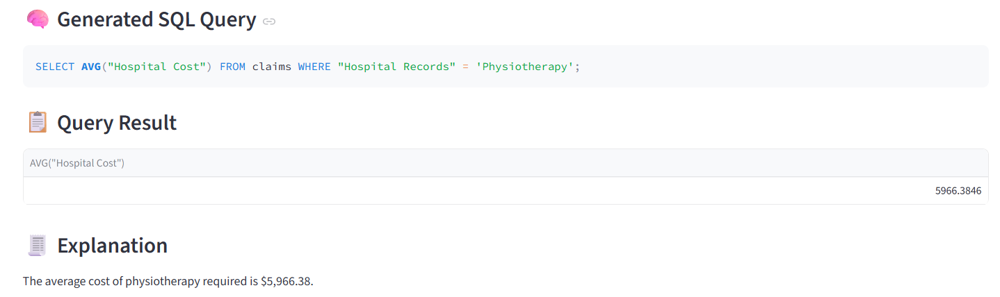 Generated SQL Query
SELECT AVG("Hospital Cost") FROM claims WHERE "Hospital Records" = 'Physiotherapy';
Query Result
AVG("Hospital Cost")
5966.3846
Explanation
The average cost of physiotherapy required is $5,966.38.